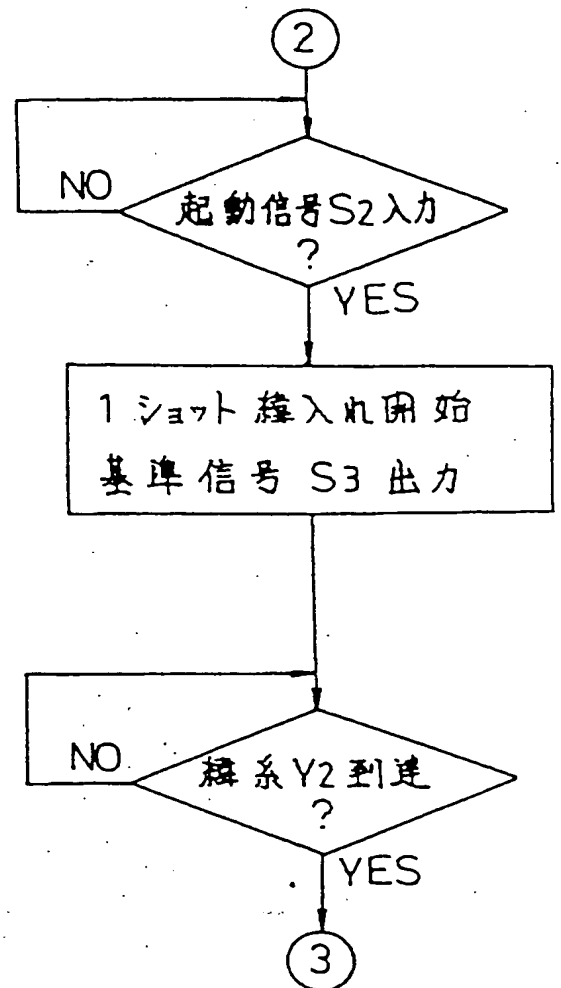 2
NO
起動信号S2入力
?
YES
1 ショット 緯入れ開始
基準信号 S3 出力
NO
緯糸Y2到達
?
YES
3